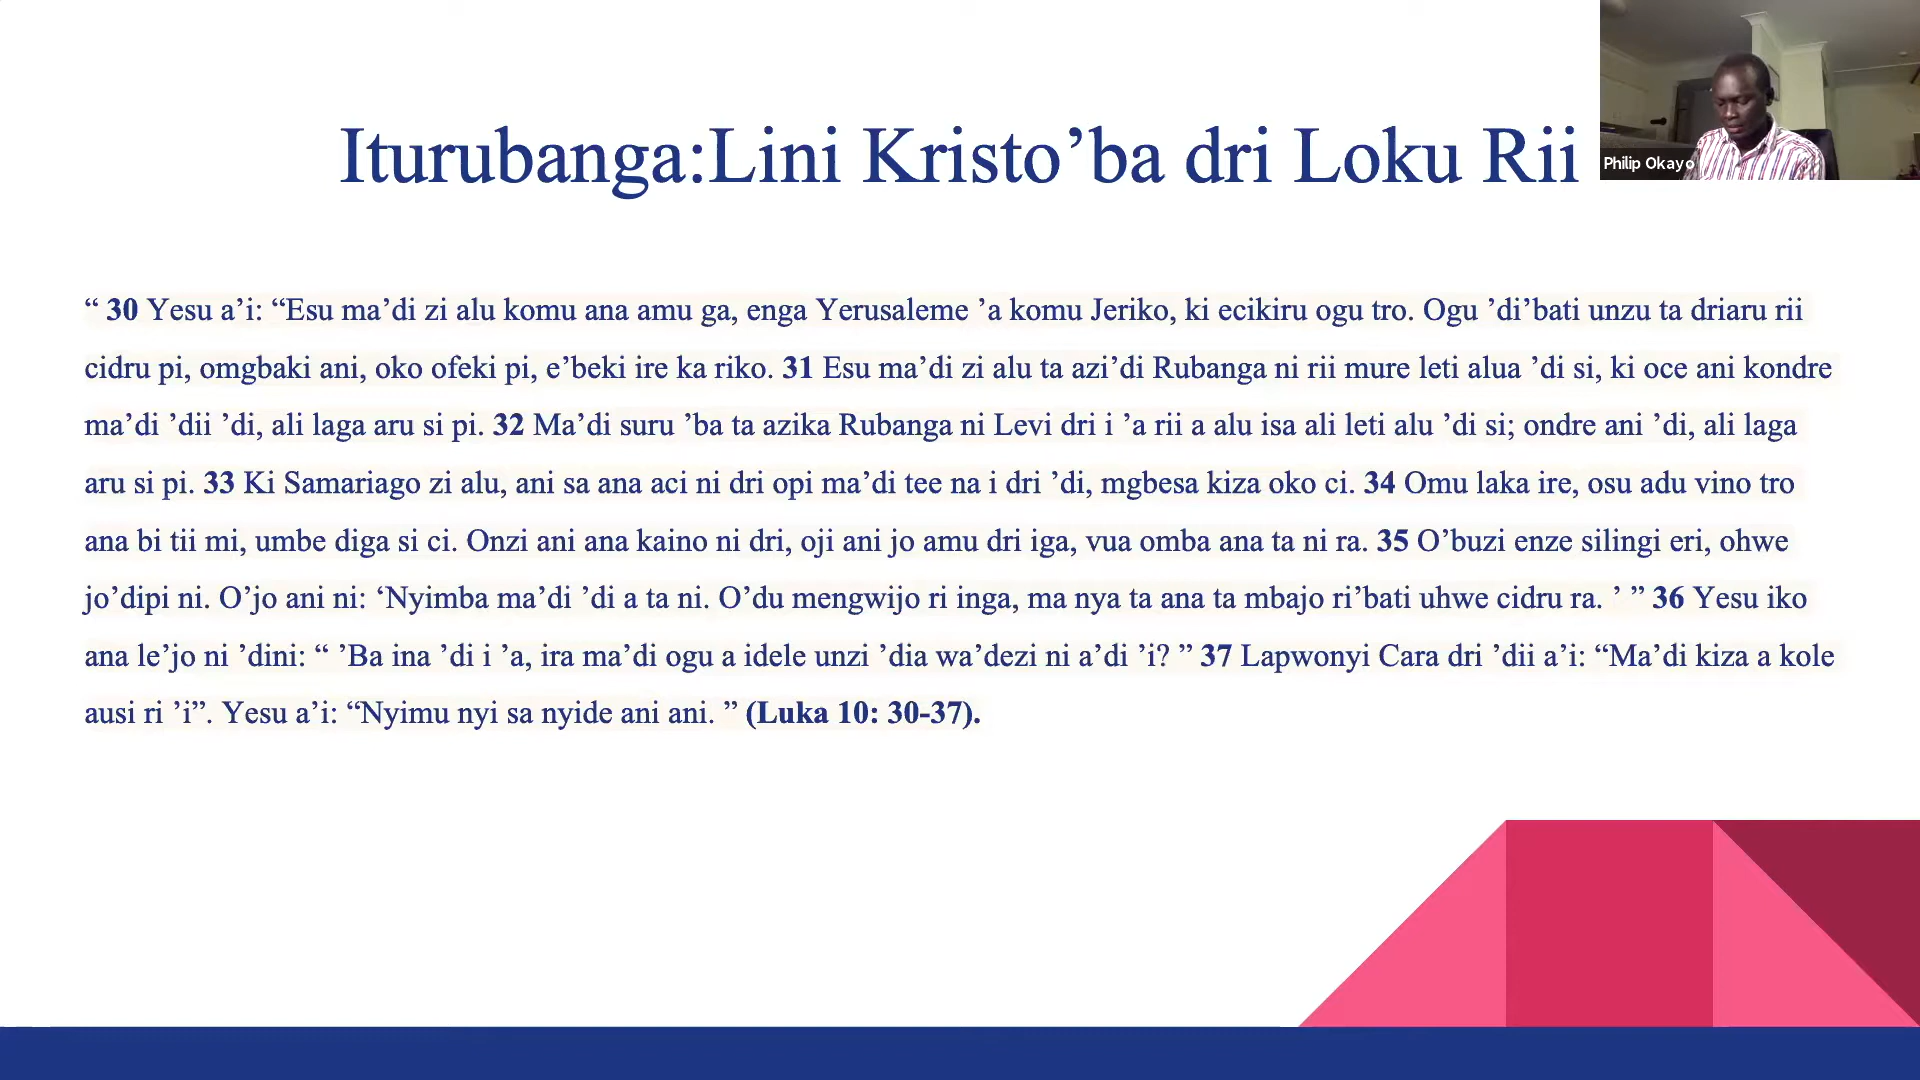 Iturubanga:Lini Kristo’ba dri Loku Rii
Philip Okayo
“ 30 Yesu a’i: “Esu ma’di zi alu komu ana amu ga, enga Yerusaleme ’a komu Jeriko, ki ecikiru ogu tro. Ogu ’di’bati unzu ta driaru rii
cidru pi, omgbaki ani, oko ofeki pi, e’beki ire ka riko. 31 Esu ma’di zi alu ta azi’di Rubanga ni rii mure leti alua ’di si, ki oce ani kondre
ma’di ’dii ’di, ali laga aru si pi. 32 Ma’di suru ’ba ta azika Rubanga ni Levi dri i ’a rii a alu isa ali leti alu ’di si; ondre ani ’di, ali laga
aru si pi. 33 Ki Samariago zi alu, ani sa ana aci ni dri opi ma’di tee na i dri ’di, mgbesa kiza oko ci. 34 Omu laka ire, osu adu vino tro
ana bi tii mi, umbe diga si ci. Onzi ani ana kaino ni dri, oji ani jo amu dri iga, vua omba ana ta ni ra. 35 O’buzi enze silingi eri, ohwe
jo’dipi ni. O’jo ani ni: ‘Nyimba ma’di ’di a ta ni. O’du mengwijo ri inga, ma nya ta ana ta mbajo ri’bati uhwe cidru ra. ’ ” 36 Yesu iko
ana le’jo ni ’dini: “ ’Ba ina ’di i ’a, ira ma’di ogu a idele unzi ’dia wa’dezi ni a’di ’i? ” 37 Lapwonyi Cara dri ’dii a’i: “Ma’di kiza a kole
ausi ri ’i”. Yesu a’i: “Nyimu nyi sa nyide ani ani. ” (Luka 10: 30-37).